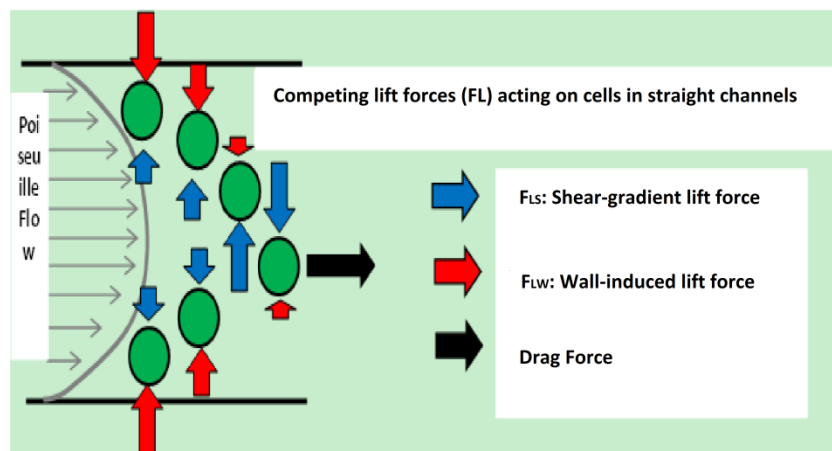 Poi
seu
ille
Flo
w
Competing lift forces (FL) acting on cells in straight channels
FLS: Shear-gradient lift force
FLW: Wall-induced lift force
Drag Force